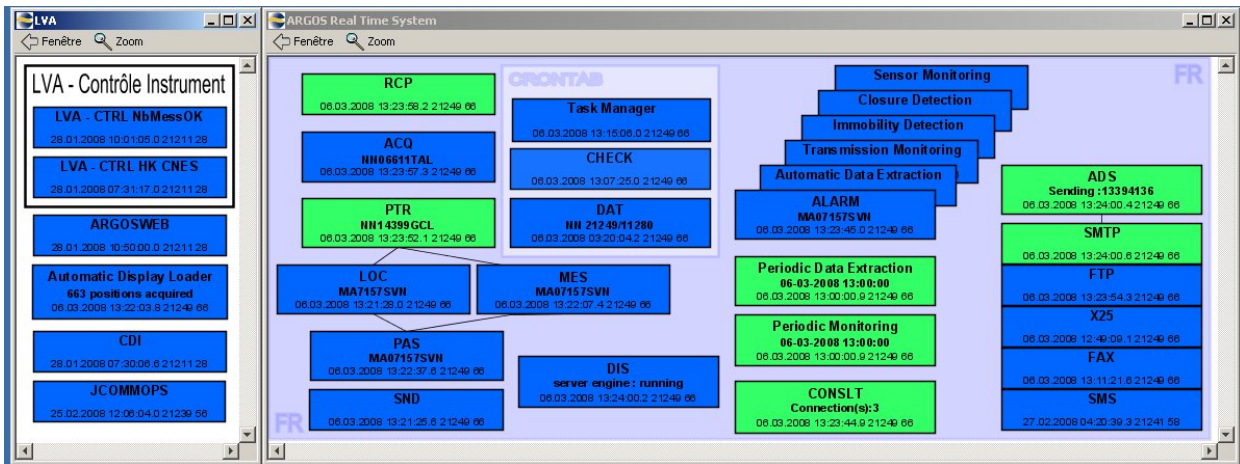 LVA
Fenêtre Zoom
LVA - Contrôle Instrument
LVA - CTRL NbMessOK
28.01.2008 10:01:05.0 21211 28
LVA - CTRL HK CNES
28.01.2008 07:31:17.0 21211 28
ARGOSWEB
28.01.2008 10:50:00.0 21211 28
Automatic Display Loader
663 positions acquired
06.03.2008 13:22:03.8 21249 66
CDI
28.01.2008 07:30:06.6 21211 28
JCOMMOPS
25.02.2008 12:06:04.0 21239 56
ARGOS Real Time System
Fenêtre Zoom
FR
RCP
06.03.2008 13:23:58.2 21249 66
ACQ
NN06611TAL
06.03.2008 13:23:57.3 21249 66
PTR
NN14399GCL
06.03.2008 13:23:52.1 21249 66
LOC
MA7157SVN
06.03.2008 13:21:28.0 21249 66
MES
MA07157SVN
06.03.2008 13:22:07.4 21249 66
PAS
MA07157SVN
06.03.2008 13:22:37.6 21249 66
SND
06.03.2008 13:21:25.6 21249 66
FR
CRONTAB
Task Manager
06.03.2008 13:15:06.0 21249 66
CHECK
06.03.2008 13:07:25.0 21249 66
DAT
NN 21249/11280
06.03.2008 03:20:04.2 21249 66
DIS
server engine : running
06.03.2008 13:24:00.2 21249 66
Sensor Monitoring
Closure Detection
Immobility Detection
Transmission Monitoring
Automatic Data Extraction
ALARM
MA07157SVN
06.03.2008 13:23:45.0 21249 66
Periodic Data Extraction
06-03-2008 13:00:00
06.03.2008 13:00:00.9 21249 66
Periodic Monitoring
06-03-2008 13:00:00
06.03.2008 13:00:00.9 21249 66
CONSLT
Connection(s):3
06.03.2008 13:23:44.9 21249 66
ADS
Sending :13394136
06.03.2008 13:24:00.4 21249 66
SMTP
06.03.2008 13:24:00.6 21249 66
FTP
06.03.2008 13:23:54.3 21249 66
X25
06.03.2008 12:49:09.1 21249 66
FAX
06.03.2008 13:11:21.6 21249 66
SMS
27.02.2008 04:20:39.3 21241 58